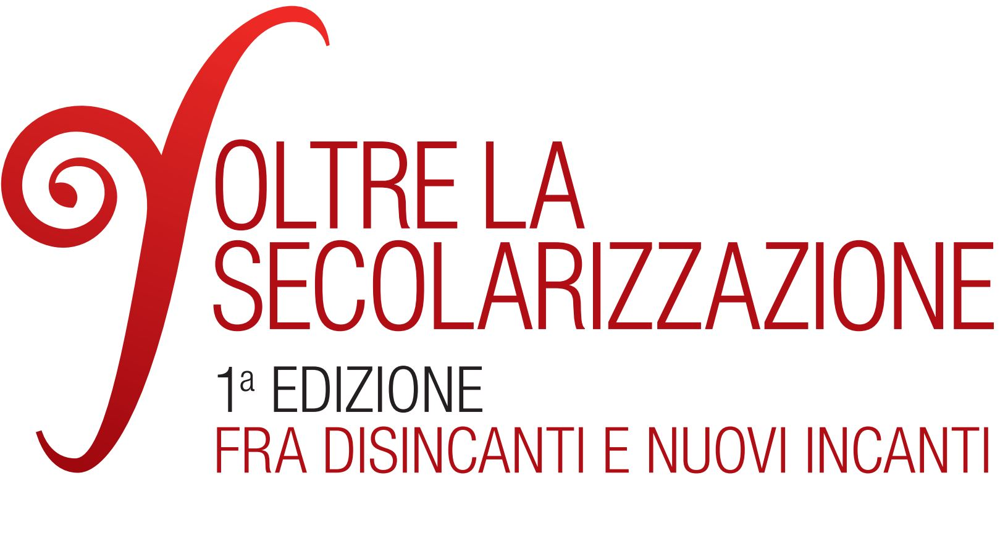 OLTRE LA
SECOLARIZZAZIONE
1ª EDIZIONE
FRA DISINCANTI E NUOVI INCANTI